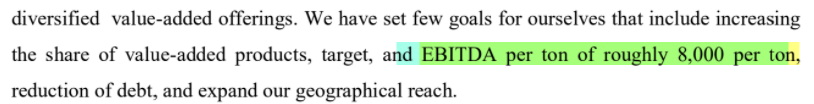 diversified value-added offerings. We have set few goals for ourselves that include increasing
the share of value-added products, target, and EBITDA per ton of roughly 8,000 per ton,
reduction of debt, and expand our geographical reach.